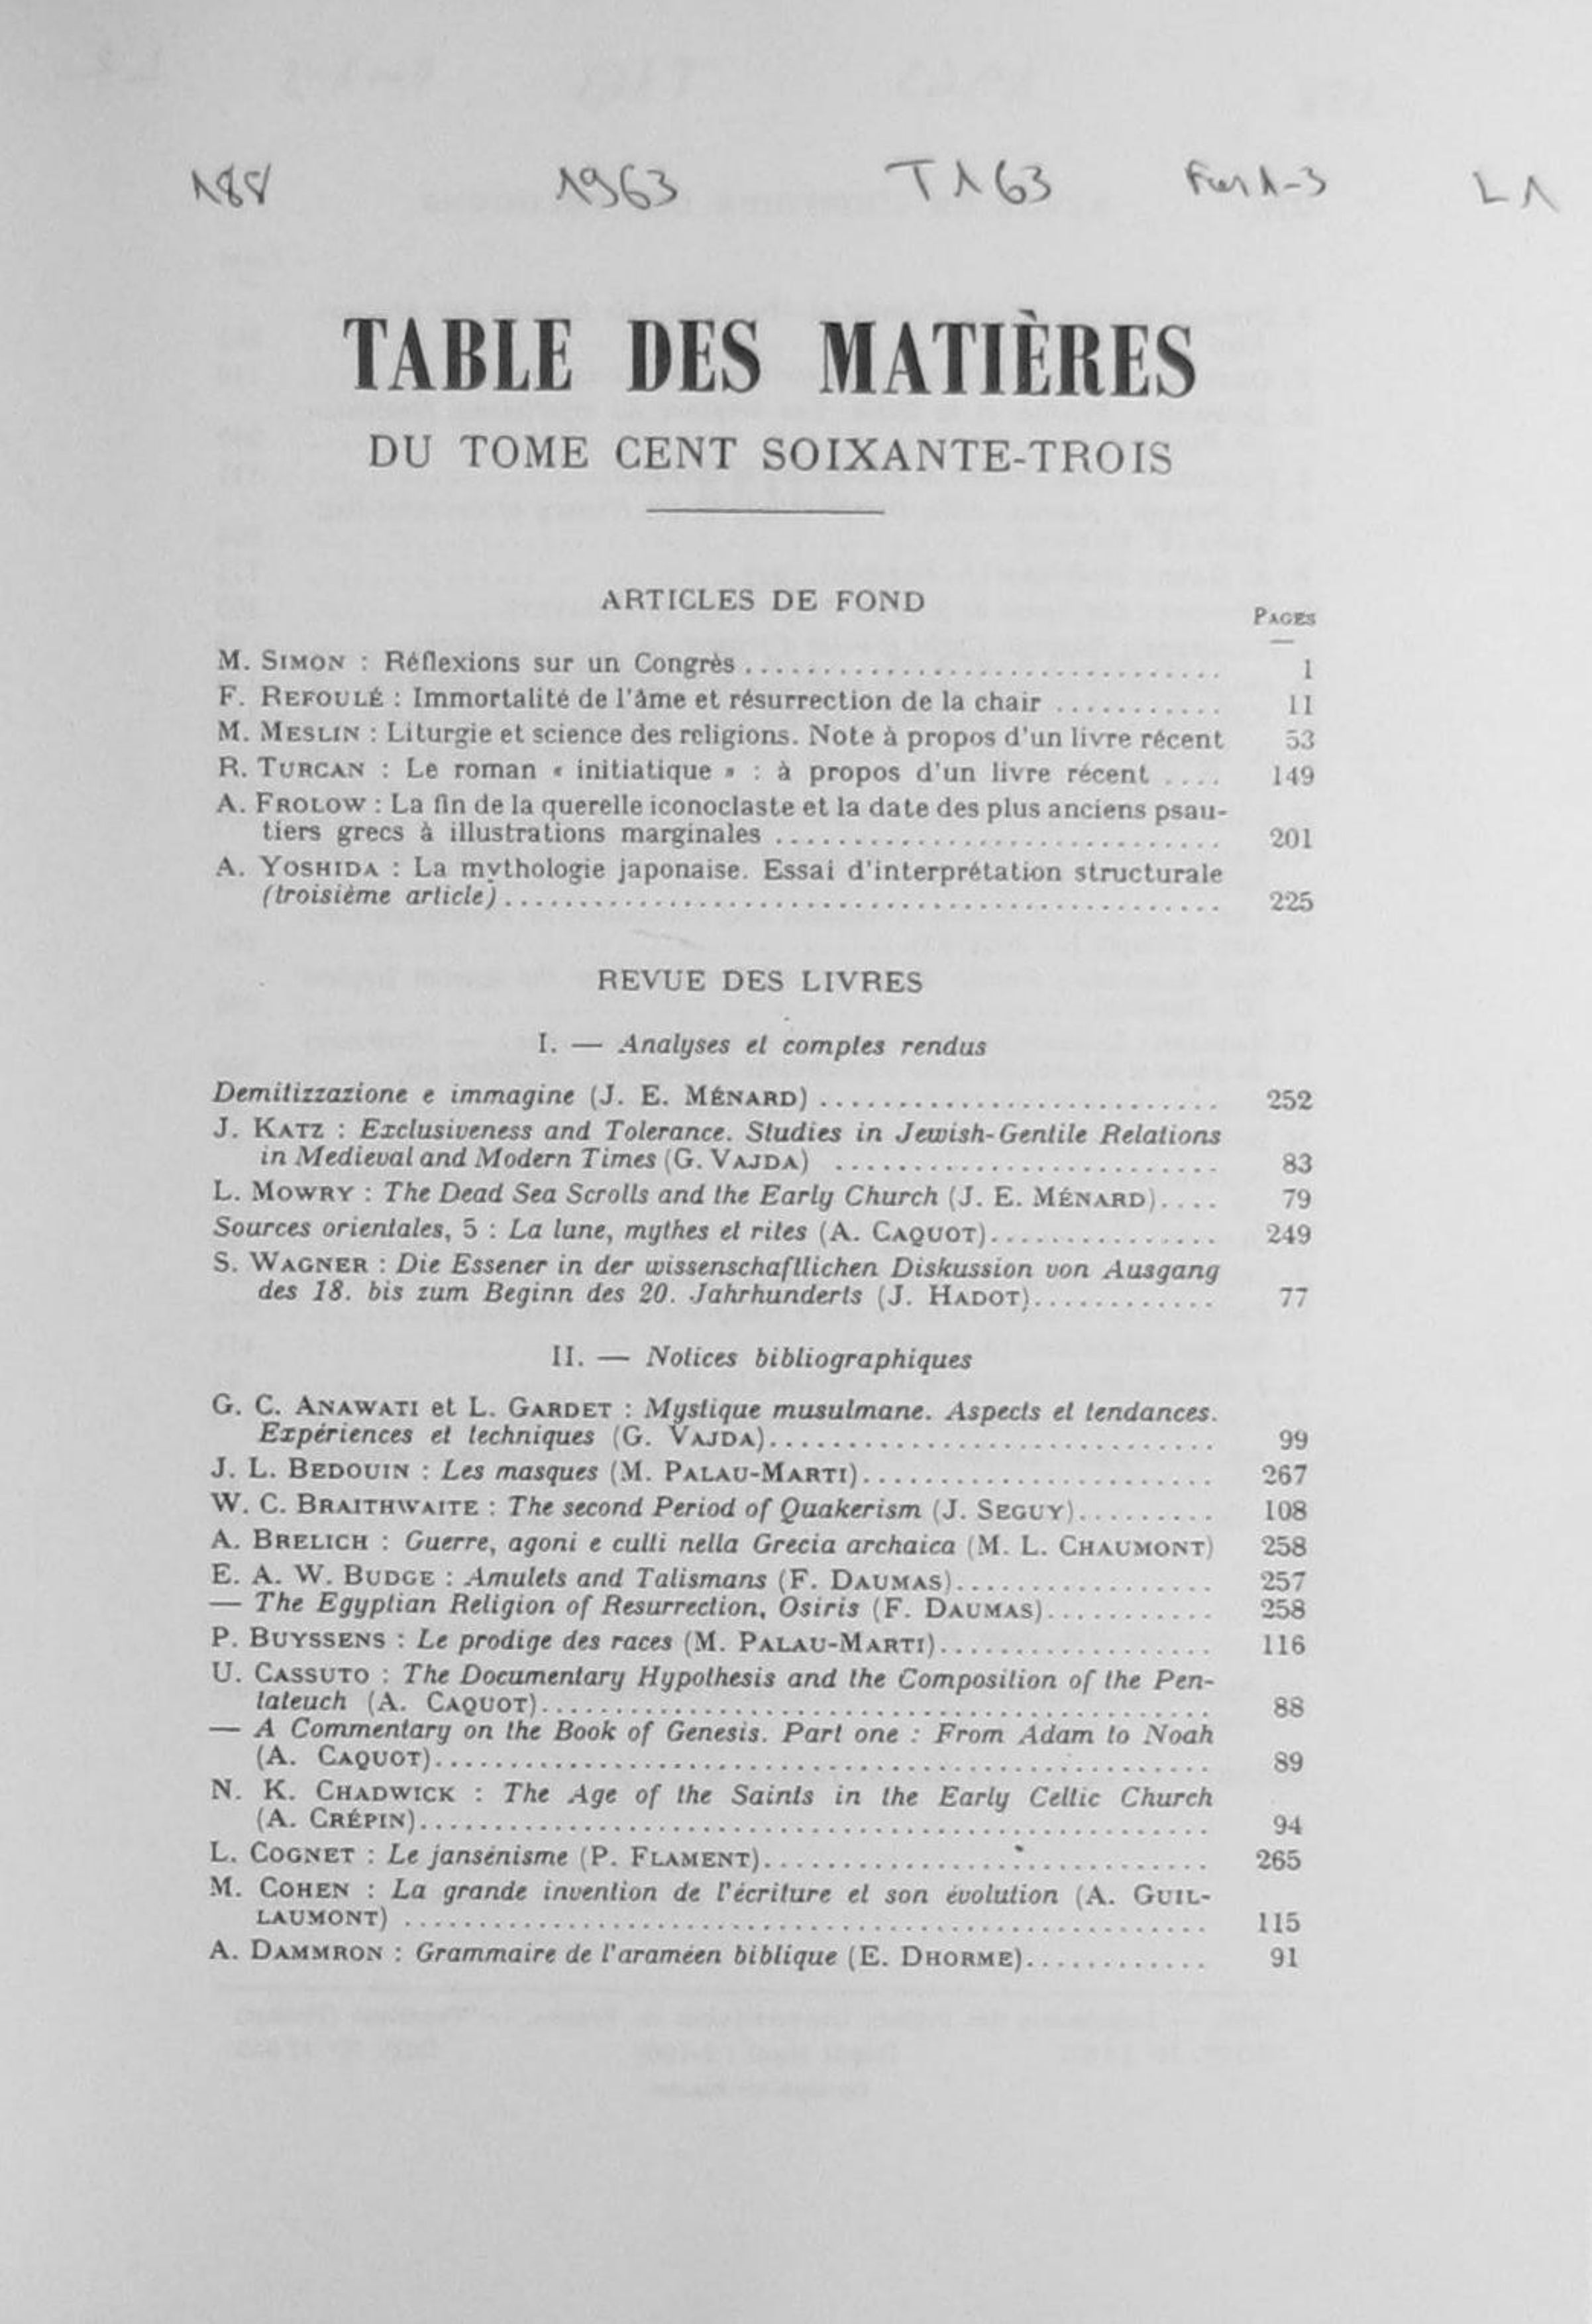 188 1963 T163 Fas 1-3 L1
TABLE DES MATIÈRES
DU TOME CENT SOIXANTE-TROIS
ARTICLES DE FOND
PAGES
M. SIMON : Réflexions sur un Congrès ................................ 1
F. REFOULÉ : Immortalité de l'âme et résurrection de la chair ........... 11
M. MESLIN : Liturgie et science des religions. Note à propos d'un livre récent 53
R. TURCAN : Le roman « initiatique » : à propos d'un livre récent .... 149
A. FROLOW : La fin de la querelle iconoclaste et la date des plus anciens psau-
tiers grecs à illustrations marginales ............................. 201
A. YOSHIDA : La mythologie japonaise. Essai d'interprétation structurale
(troisième article) ............................................... 225
REVUE DES LIVRES
I. — Analyses et comptes rendus
Demitizzazione e immagine (J. E. MÉNARD) .......................... 252
J. KATZ : Exclusiveness and Tolerance. Studies in Jewish-Gentile Relations
in Medieval and Modern Times (G. VAJDA) ......................... 83
L. MOWRY : The Dead Sea Scrolls and the Early Church (J. E. MÉNARD).... 79
Sources orientales, 5 : La lune, mythes et rites (A. CAQUOT)............... 249
S. WAGNER : Die Essener in der wissenschaftlichen Diskussion von Ausgang
des 18. bis zum Beginn des 20. Jahrhunderts (J. HADOT)............ 77
II. — Notices bibliographiques
G. C. ANAWATI et L. GARDET : Mystique musulmane. Aspects et tendances.
Expériences et techniques (G. VAJDA)............................. 99
J. L. BEDOUIN : Les masques (M. PALAU-MARTI)....................... 267
W. C. BRAITHWAITE : The second Period of Quakerism (J. SEGUY)......... 108
A. BRELICH : Guerre, agoni e culti nella Grecia archaica (M. L. CHAUMONT) 258
E. A. W. BUDGE : Amulets and Talismans (F. DAUMAS)................. 257
— The Egyptian Religion of Resurrection, Osiris (F. DAUMAS)........... 258
P. BUYSSENS : Le prodige des races (M. PALAU-MARTI).................. 116
U. CASSUTO : The Documentary Hypothesis and the Composition of the Pen-
tateuch (A. CAQUOT)............................................. 88
— A Commentary on the Book of Genesis. Part one : From Adam to Noah
(A. CAQUOT)..................................................... 89
N. K. CHADWICK : The Age of the Saints in the Early Celtic Church
(A. CRÉPIN)..................................................... 94
L. COGNET : Le jansénisme (P. FLAMENT)............................. 265
M. COHEN : La grande invention de l'écriture et son évolution (A. GUIL-
LAUMONT) ...................................................... 115
A. DAMMRON : Grammaire de l'araméen biblique (E. DHORME)............ 91